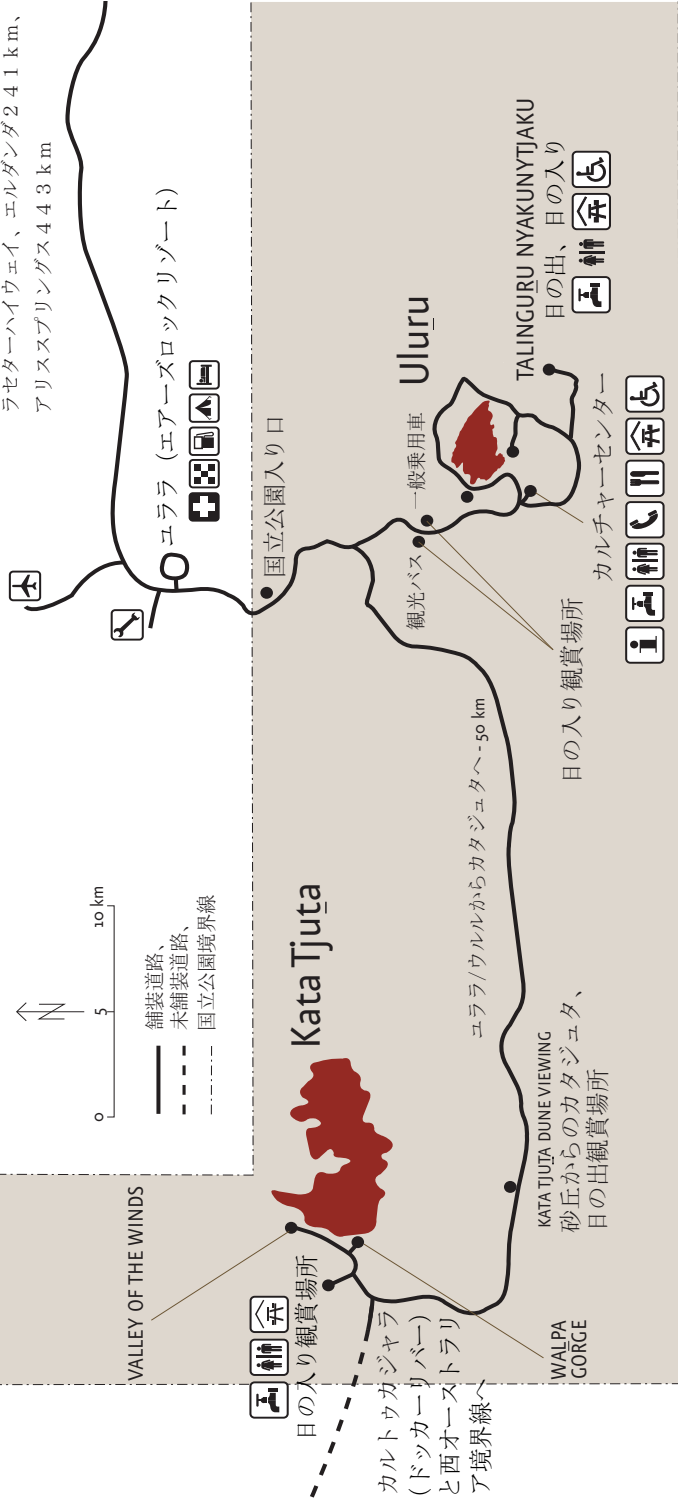 ラセターハイウェイ、エルダンダ２４１km、
アリススプリングス４４３km
ユララ（エアーズロックリゾート）
N
0 5 10 km
舗装道路、
未舗装道路、
国立公園境界線
国立公園入り口
VALLEY OF THE WINDS
日の入り観賞場所
Kata Tjuṯa
Uluṟu
一般乗用車
観光バス
TALINGURU NYAKUNYTJAKU
日の出、日の入り
カルチャーセンター
日の入り観賞場所
ユララ/ウルルからカタジュタへ - 50 km
カルトゥカジャラ
（ドッカーリバー）
と西オーストラリ
ア境界線へ
KATA TJUṮA DUNE VIEWING
砂丘からのカタジュタ、
日の出観賞場所
WALPA
GORGE